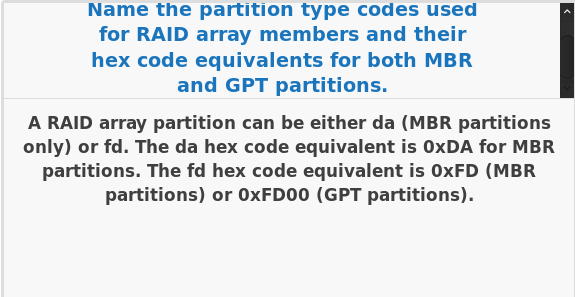 Name the partition type codes used
for RAID array members and their
hex code equivalents for both MBR
and GPT partitions.
A RAID array partition can be either da (MBR partitions
only) or fd. The da hex code equivalent is 0xDA for MBR
partitions. The fd hex code equivalent is 0xFD (MBR
partitions) or 0xFD00 (GPT partitions).